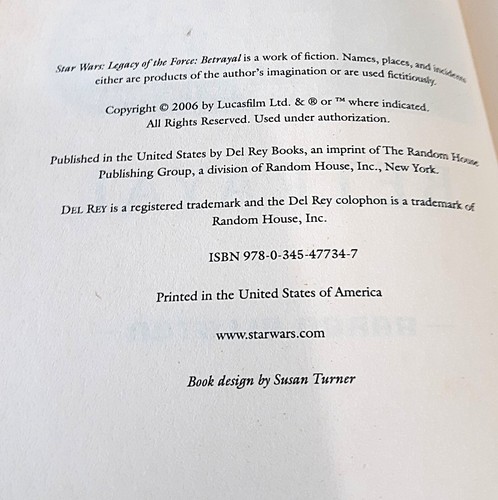 Star Wars: Legacy of the Force: Betrayal is a work of fiction. Names, places, and incidents
either are products of the author's imagination or are used fictitiously.
Copyright © 2006 by Lucasfilm Ltd. & ® or ™ where indicated.
All Rights Reserved. Used under authorization.
Published in the United States by Del Rey Books, an imprint of The Random House
Publishing Group, a division of Random House, Inc., New York.
DEL REY is a registered trademark and the Del Rey colophon is a trademark of
Random House, Inc.
ISBN 978-0-345-47734-7
Printed in the United States of America
www.starwars.com
Book design by Susan Turner